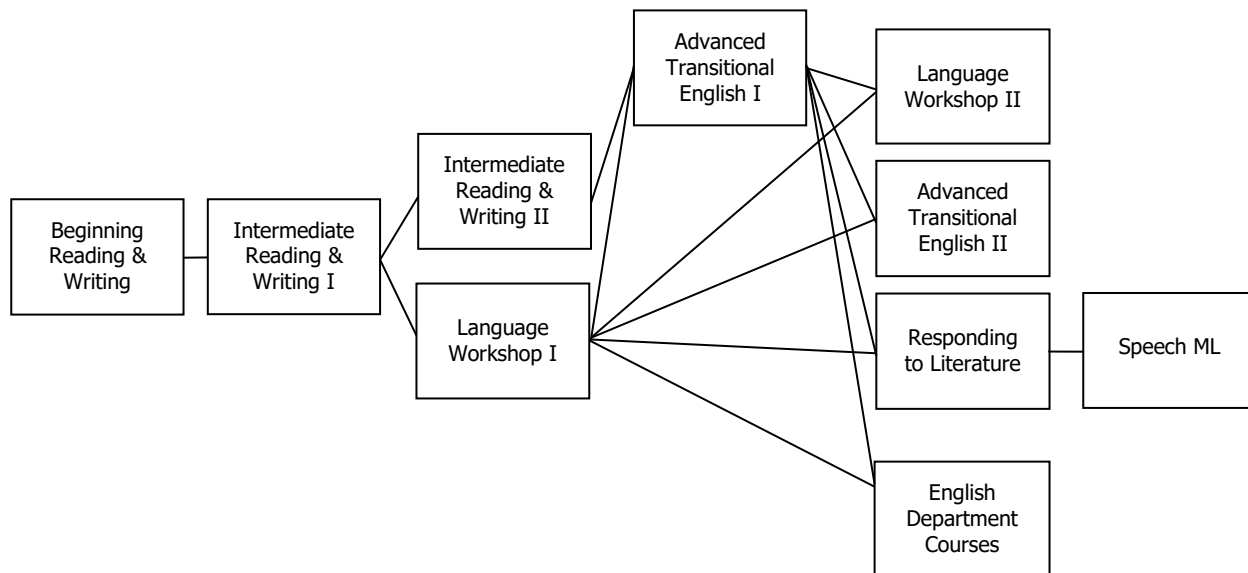 Beginning
Reading &
Writing
Intermediate
Reading &
Writing I
Intermediate
Reading &
Writing II
Language
Workshop I
Advanced
Transitional
English I
Language
Workshop II
Advanced
Transitional
English II
Responding
to Literature
Speech ML
English
Department
Courses